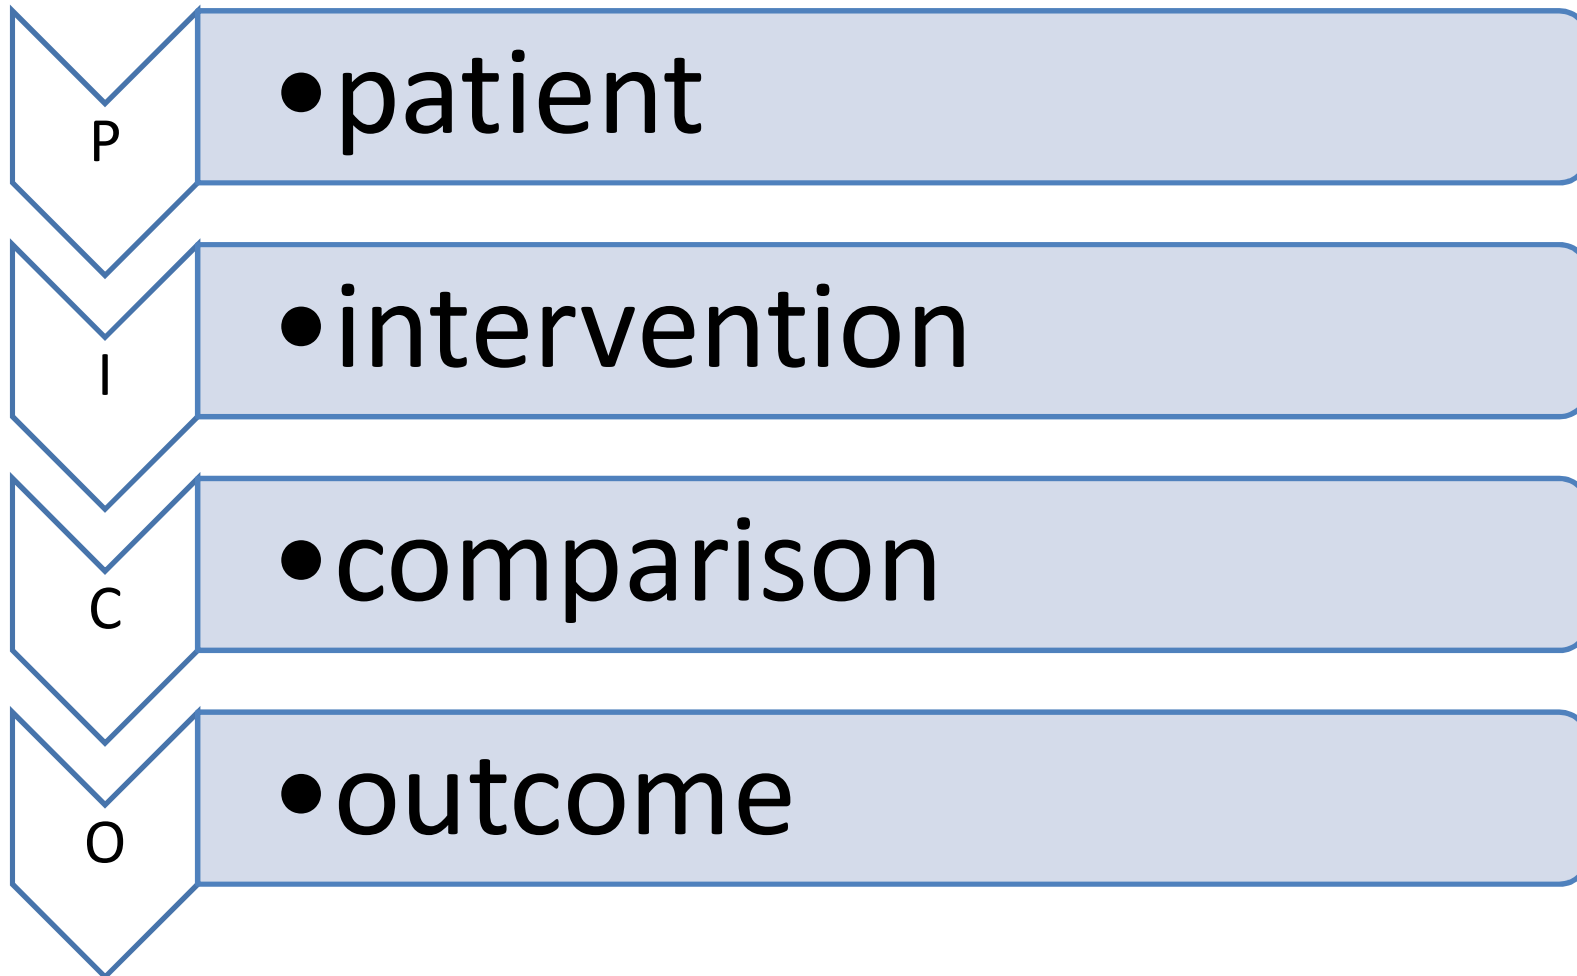 P
•patient
I
•intervention
C
•comparison
O
•outcome